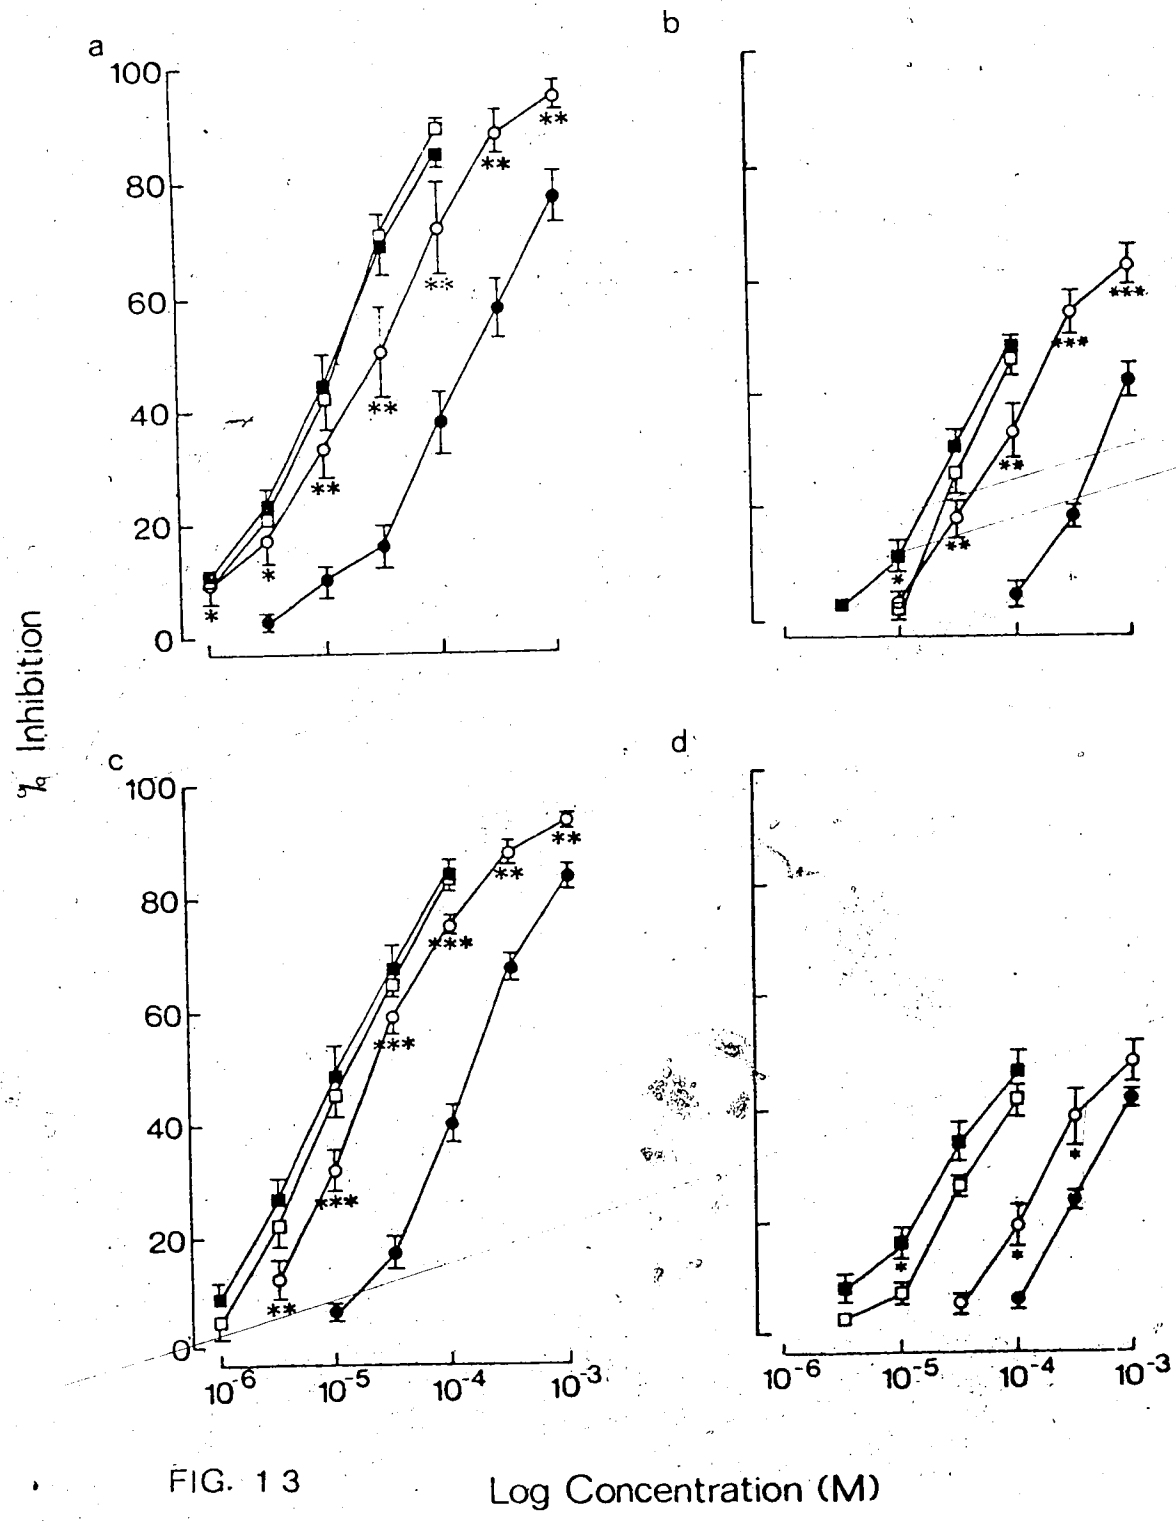 a
b
100
80
60
40
20
0
** ** ** ** ** * *
*** *** ** ** *
% Inhibition
c
d
100
80
60
40
20
0
** ** *** *** *** **
* * *
10-6 10-5 10-4 10-3
10-6 10-5 10-4 10-3
FIG. 13
Log Concentration (M)